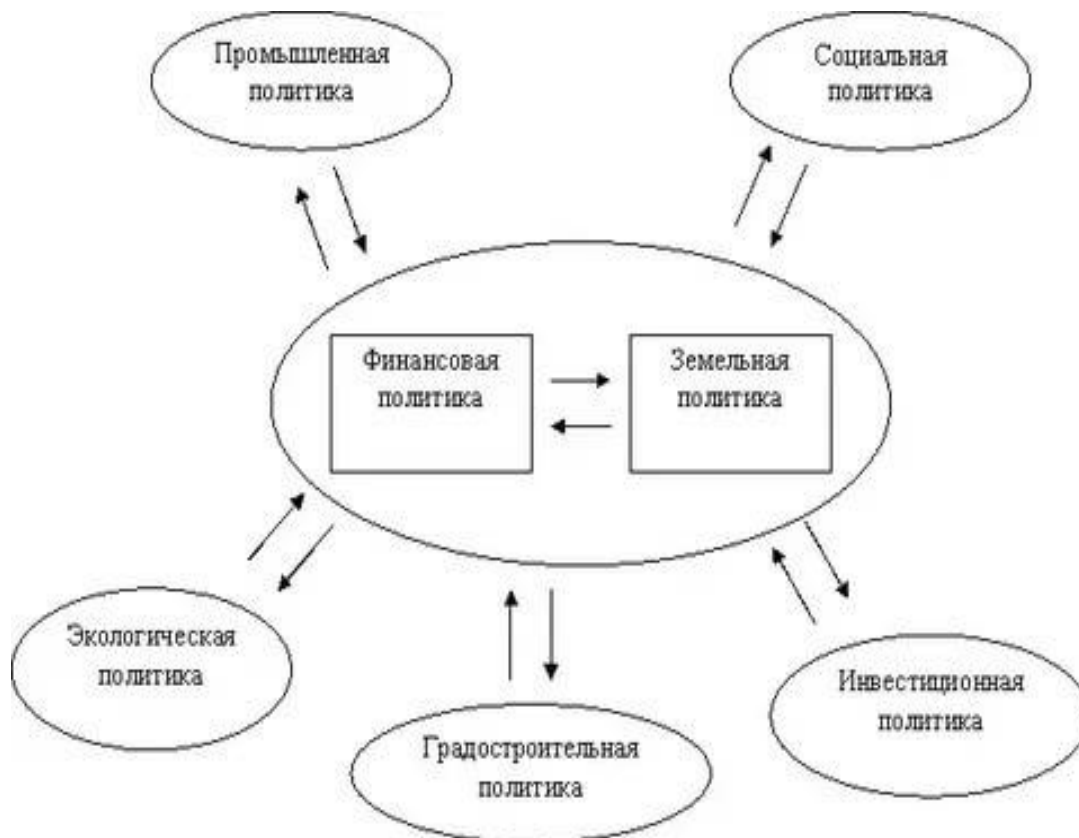 Промышленная
политика
Социальная
политика
Финансовая
политика
Земельная
политика
Экологическая
политика
Градостроительная
политика
Инвестиционная
политика